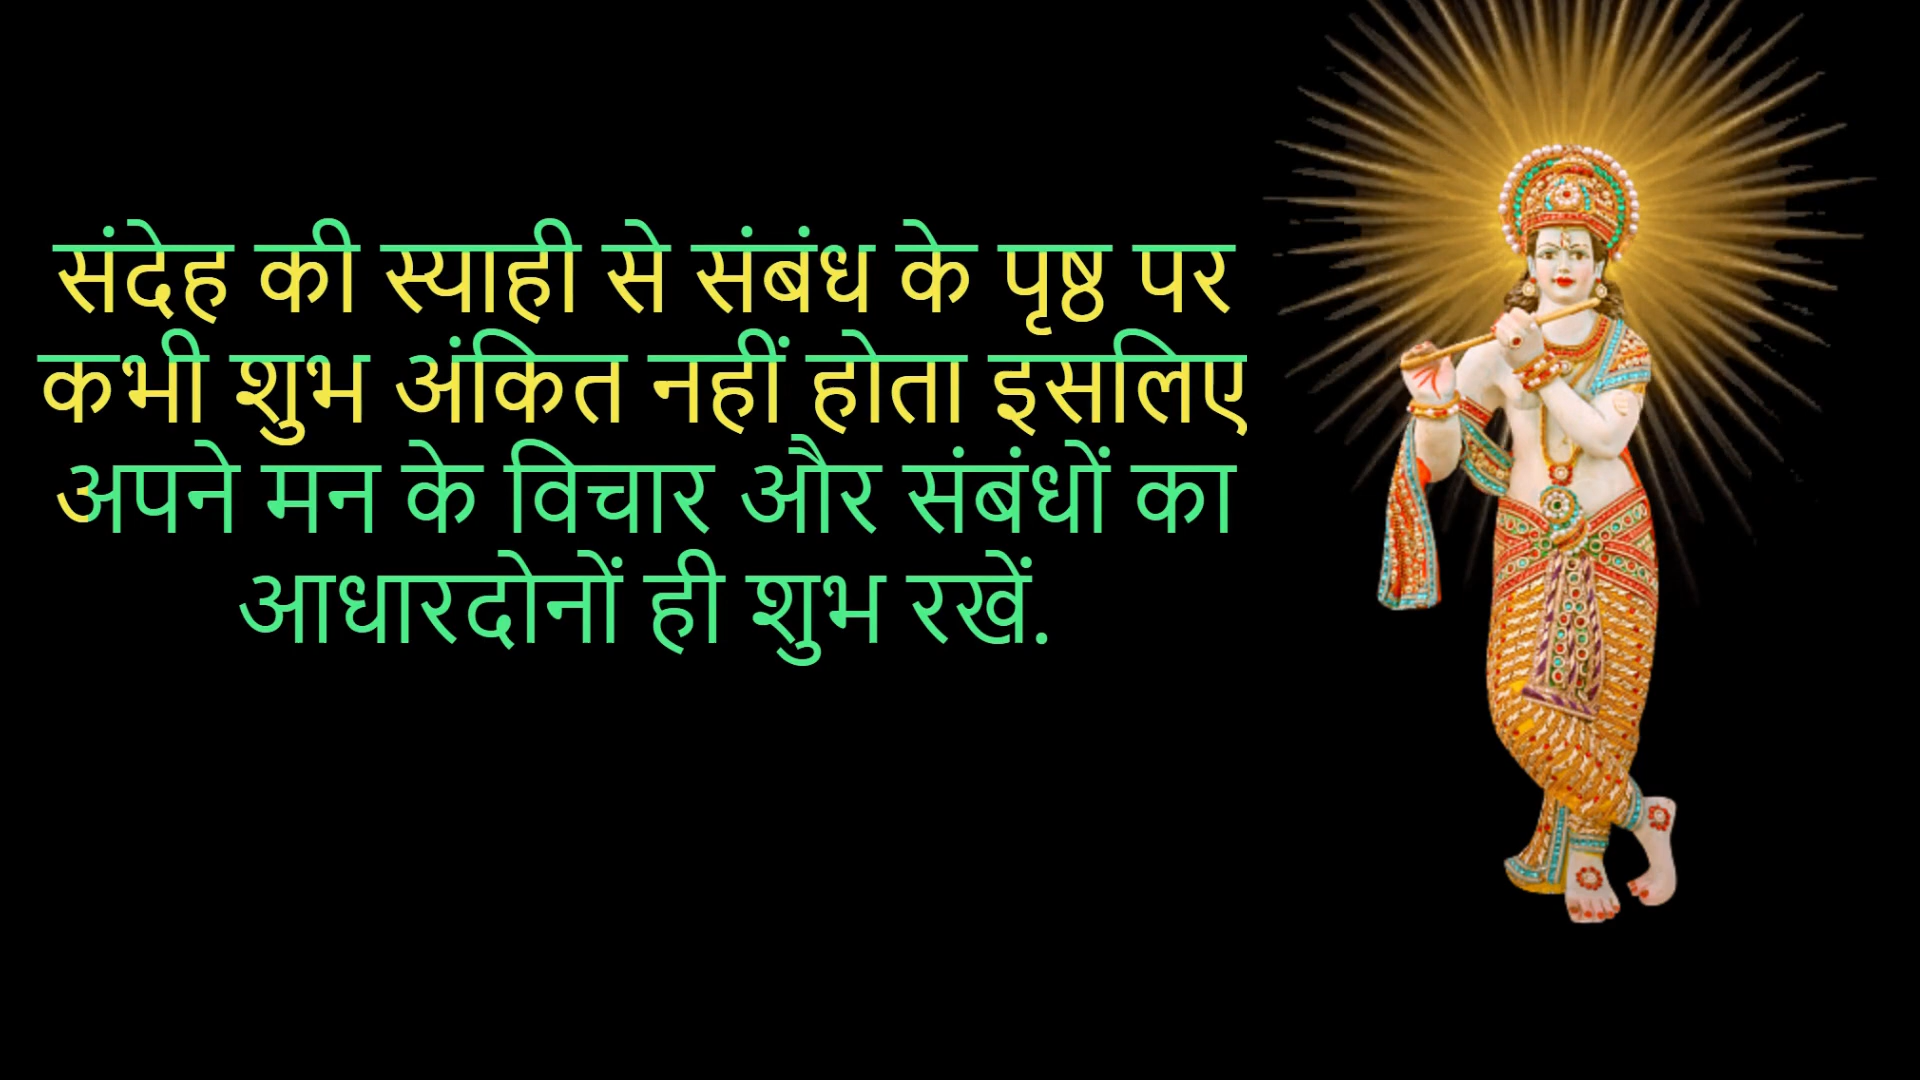 संदेह की स्याही से संबंध के पृष्ठ पर
कभी शुभ अंकित नहीं होता इसलिए
अपने मन के विचार और संबंधों का
आधारदोनों ही शुभ रखें.